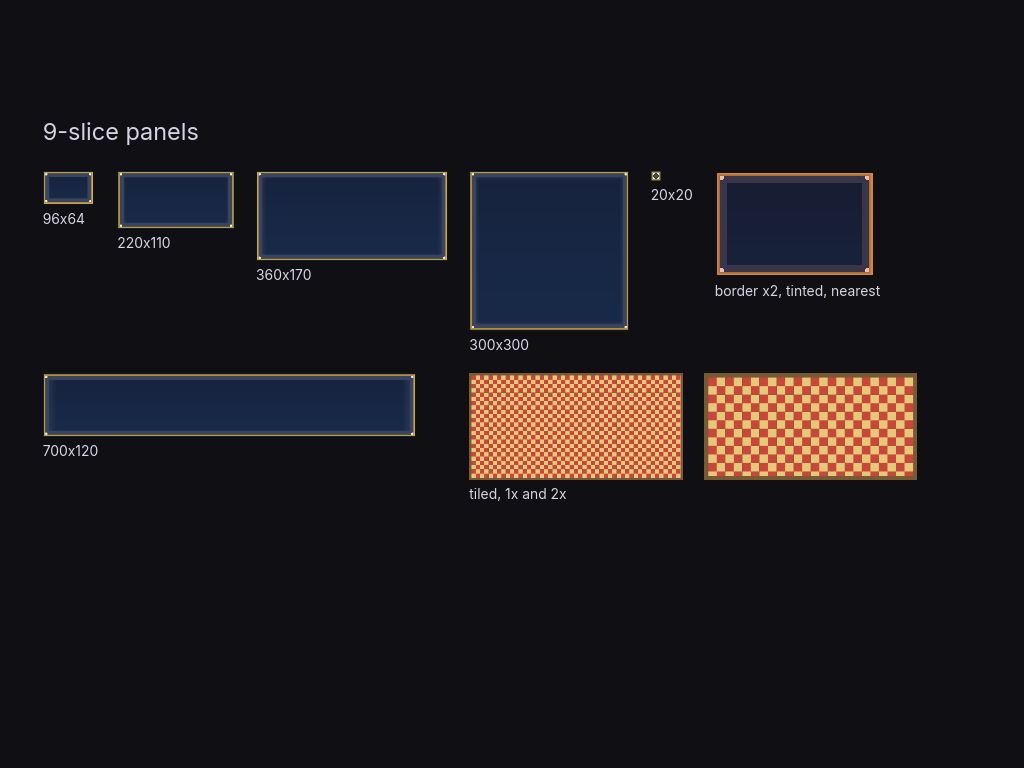 9-slice panels
96x64
220x110
360x170
300x300
20x20
border x2, tinted, nearest
700x120
tiled, 1x and 2x